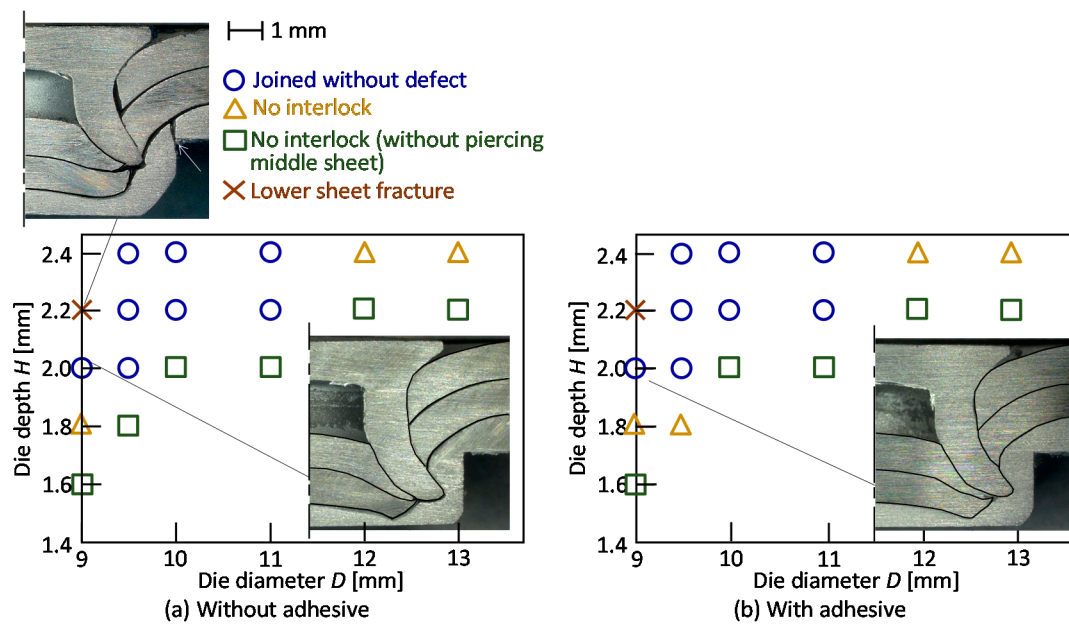 1 mm
Joined without defect
No interlock
No interlock (without piercing
middle sheet)
Lower sheet fracture
Die depth H [mm]
2.4
2.2
2.0
1.8
1.6
1.4
9 10 11 12 13
Die diameter D [mm]
(a) Without adhesive
Die depth H [mm]
2.4
2.2
2.0
1.8
1.6
1.4
9 10 11 12 13
Die diameter D [mm]
(b) With adhesive